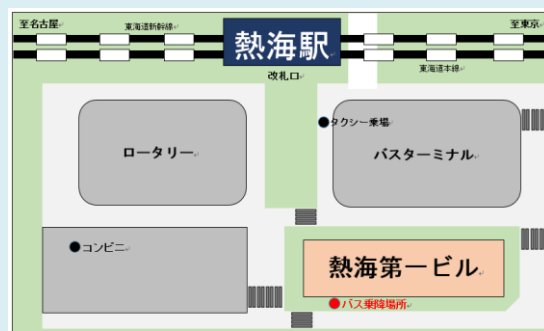 至名古屋
東海道新幹線
熱海駅
至東京
東海道本線
改札口
●タクシー乗場
ロータリー
バスターミナル
●コンビニ
熱海第一ビル
●バス乗降場所